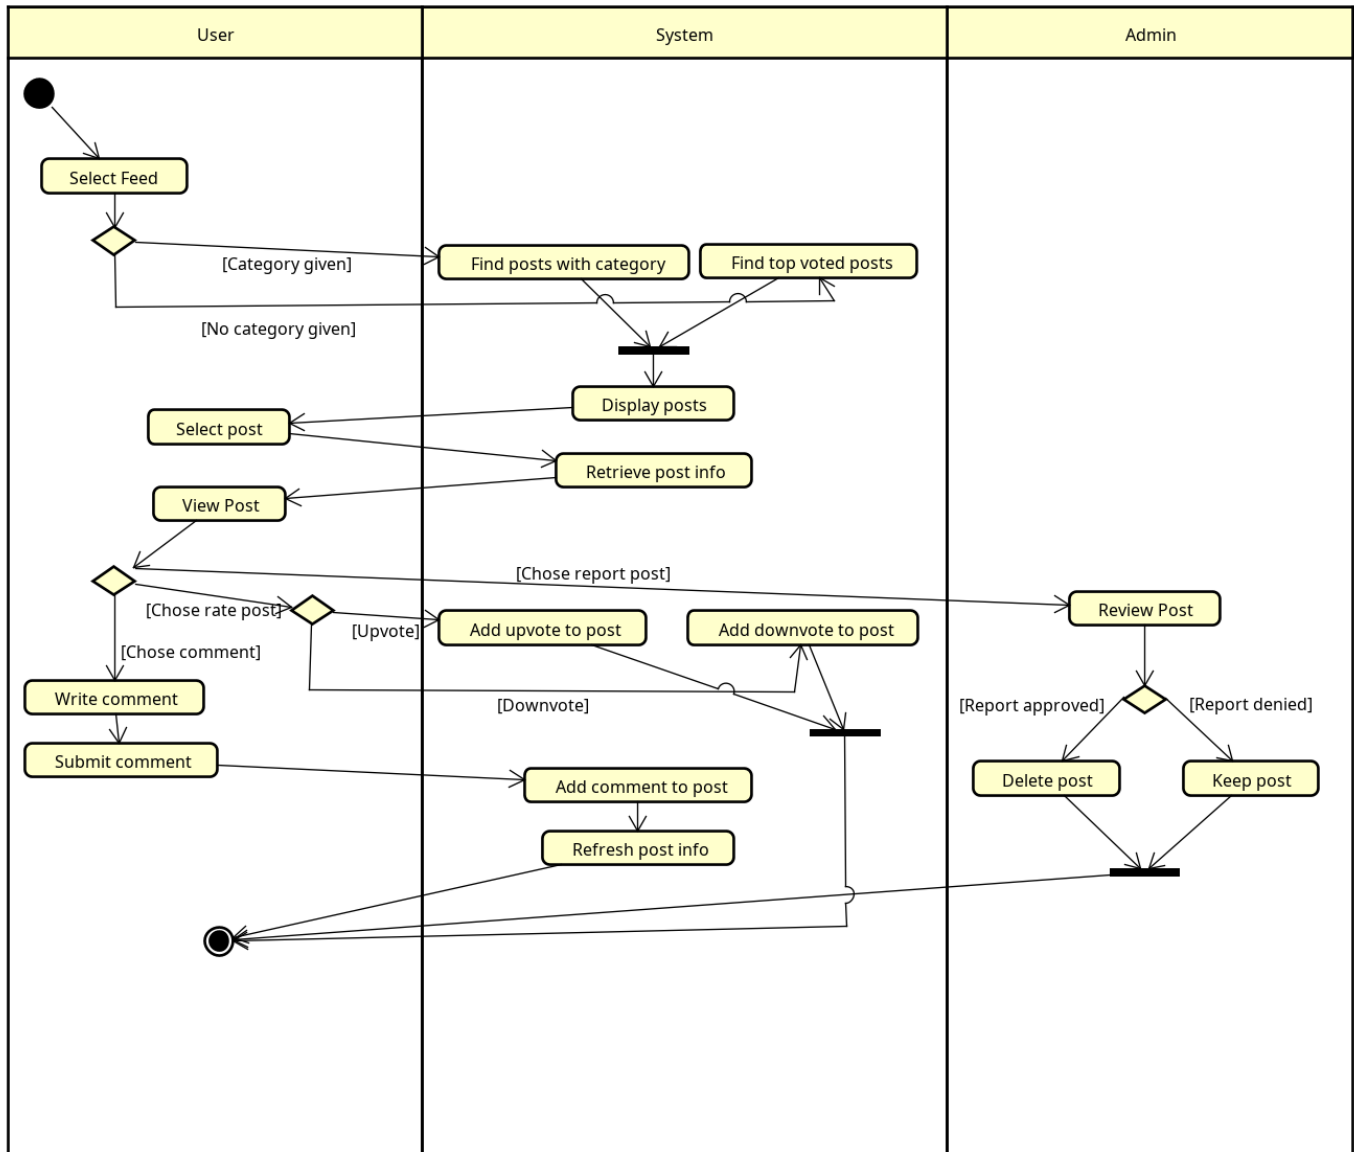 User
System
Admin
Select Feed
[Category given]
Find posts with category
Find top voted posts
[No category given]
Display posts
Select post
Retrieve post info
View Post
[Chose report post]
[Chose rate post]
[Upvote]
Add upvote to post
Add downvote to post
Review Post
[Chose comment]
Write comment
[Downvote]
[Report approved]
[Report denied]
Submit comment
Add comment to post
Delete post
Keep post
Refresh post info